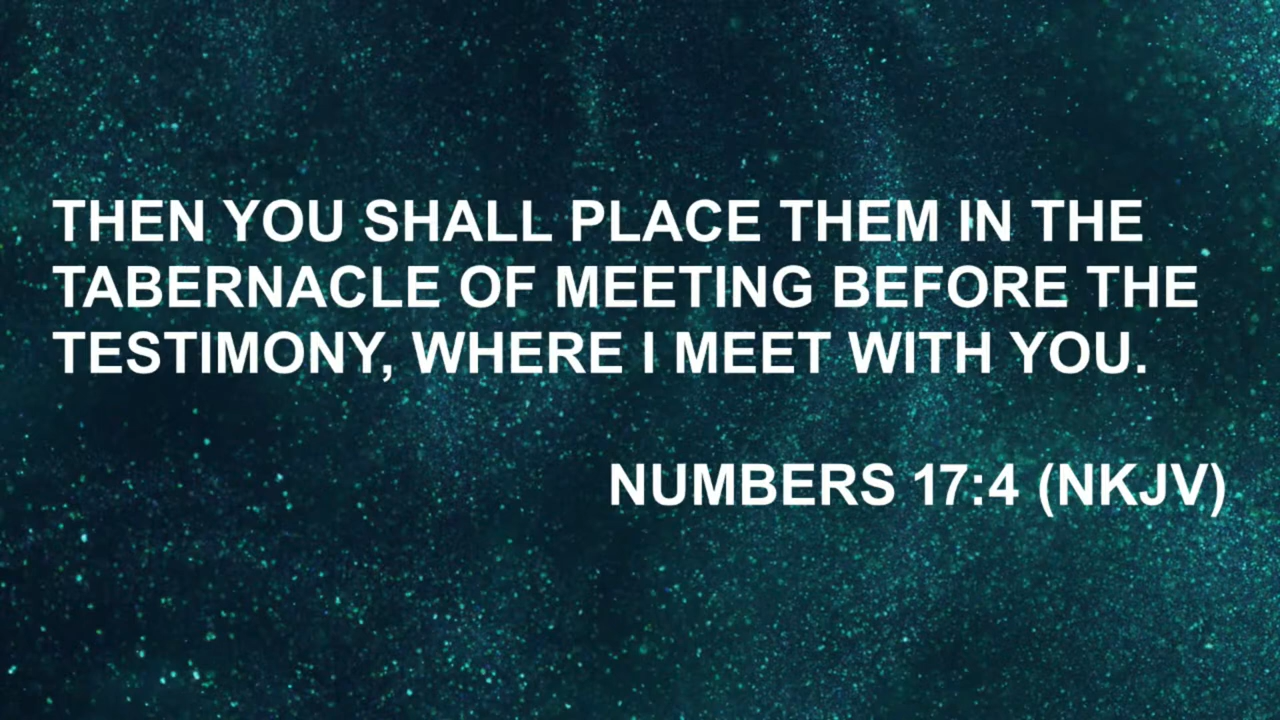 THEN YOU SHALL PLACE THEM IN THE
TABERNACLE OF MEETING BEFORE THE
TESTIMONY, WHERE I MEET WITH YOU.
NUMBERS 17:4 (NKJV)